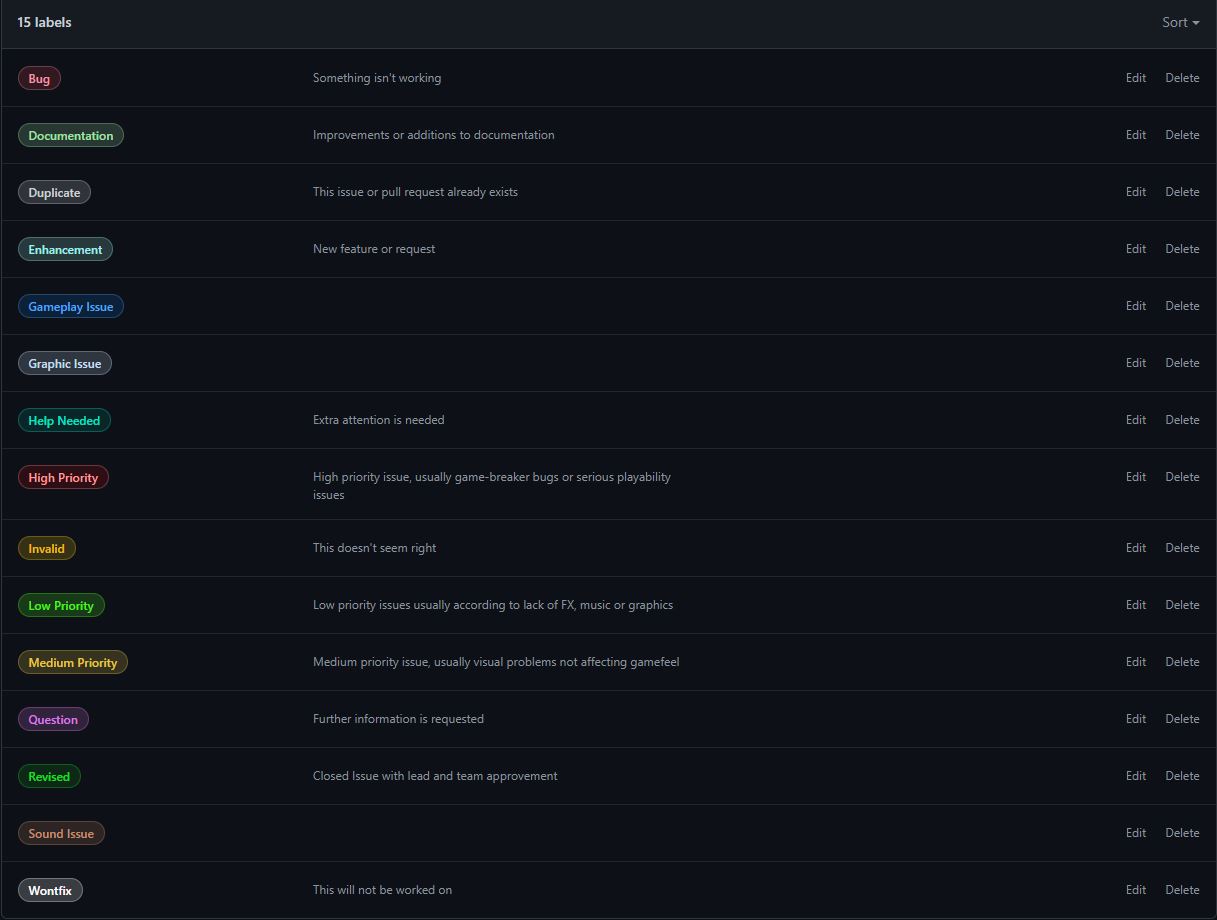 15 labels Sort
Bug Something isn't working Edit Delete
Documentation Improvements or additions to documentation Edit Delete
Duplicate This issue or pull request already exists Edit Delete
Enhancement New feature or request Edit Delete
Gameplay Issue Edit Delete
Graphic Issue Edit Delete
Help Needed Extra attention is needed Edit Delete
High Priority High priority issue, usually game-breaker bugs or serious playability Edit Delete
issues
Invalid This doesn't seem right Edit Delete
Low Priority Low priority issues usually according to lack of FX, music or graphics Edit Delete
Medium Priority Medium priority issue, usually visual problems not affecting gamefeel Edit Delete
Question Further information is requested Edit Delete
Revised Closed Issue with lead and team approvement Edit Delete
Sound Issue Edit Delete
Wontfix This will not be worked on Edit Delete